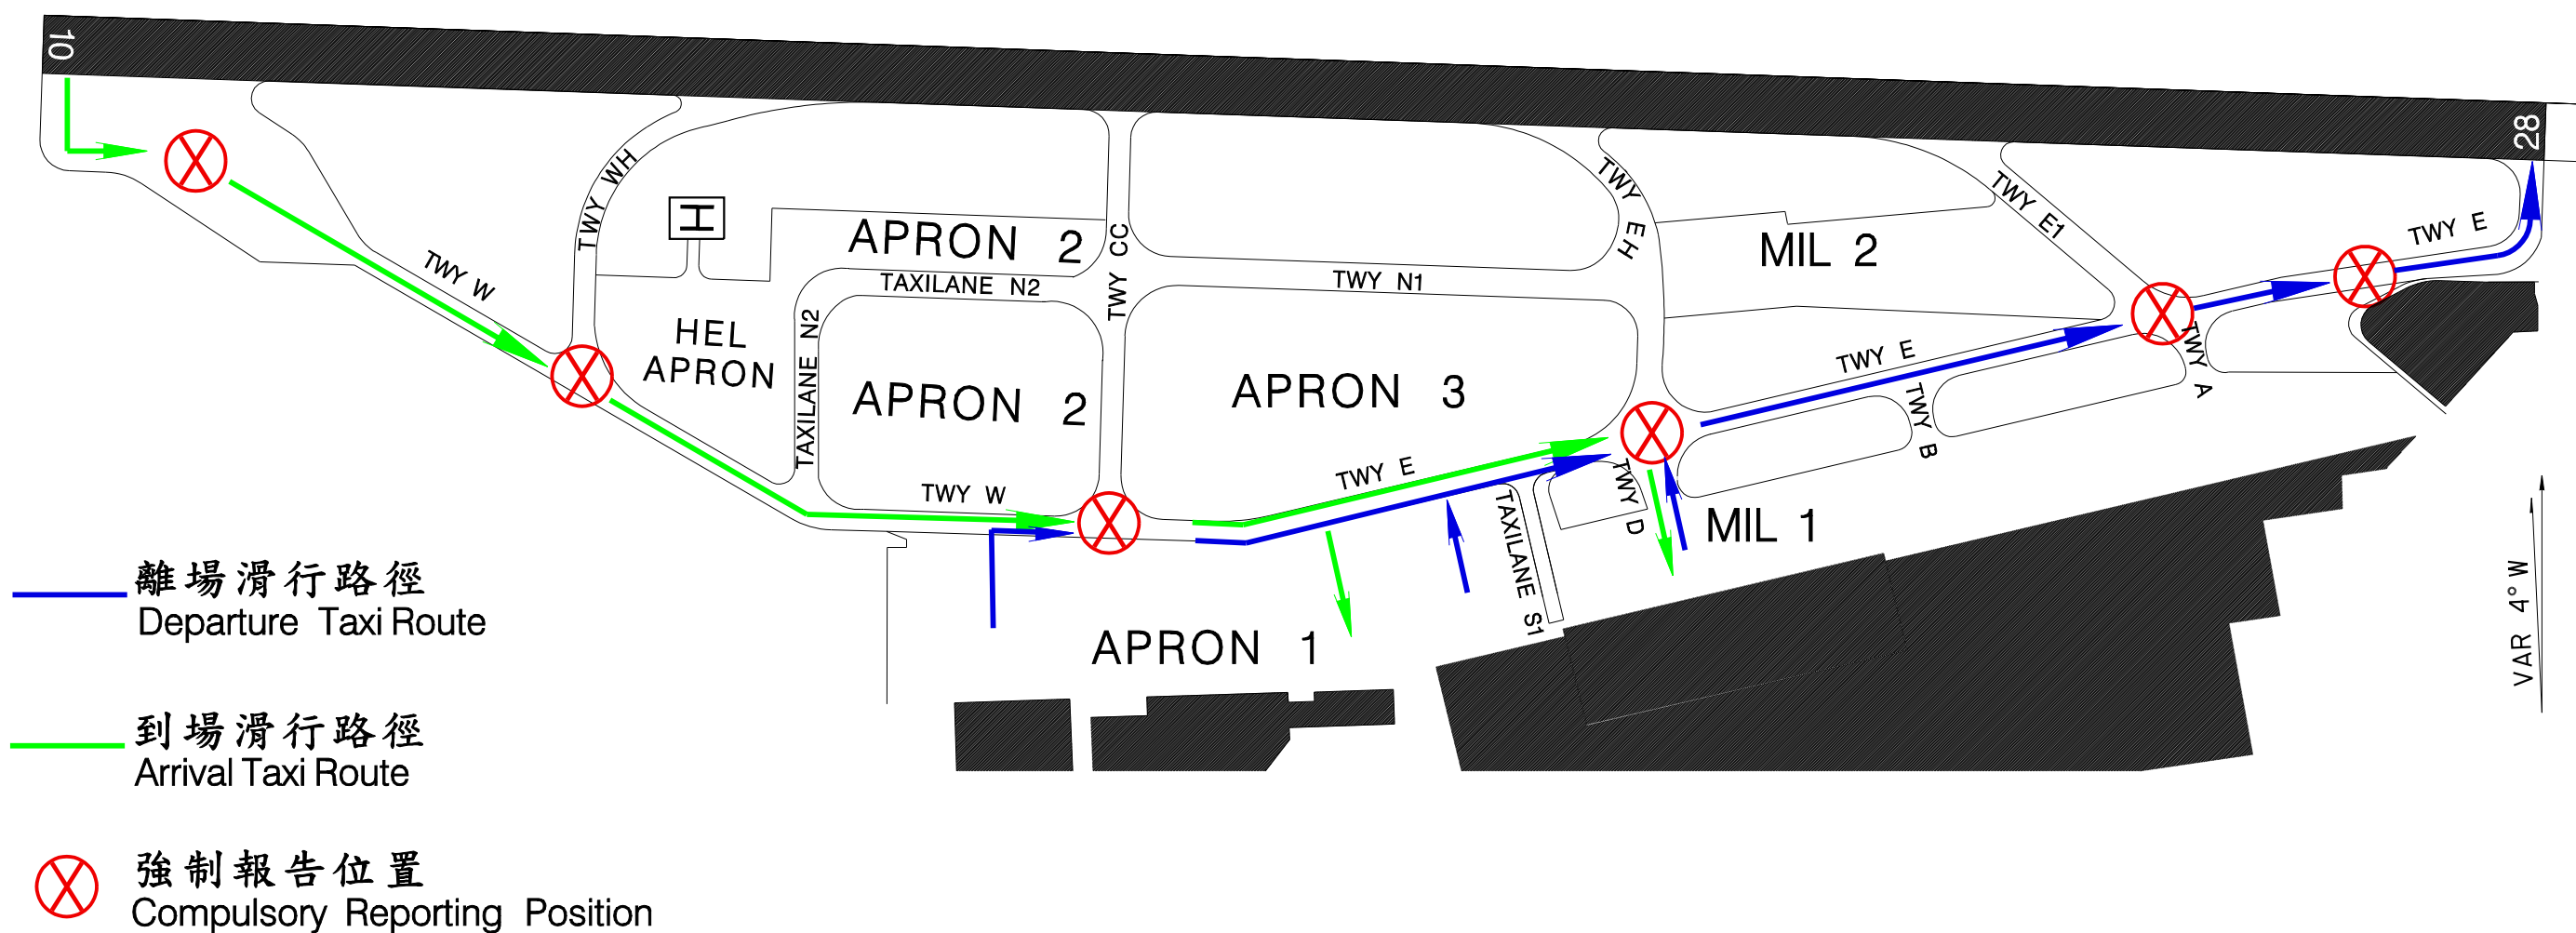 10
28
TWY WH
TWY W
H
APRON 2
TAXILANE N2
TWY CC
HEL
APRON
TAXILANE N2
APRON 2
TWY W
TWY N1
APRON 3
TWY EH
MIL 2
TWY E1
TWY E
TWY E
TWY A
TWY B
TWY E
TWY D
TAXILANE S1
MIL 1
APRON 1
VAR 4° W
離場滑行路徑
Departure Taxi Route
到場滑行路徑
Arrival Taxi Route
強制報告位置
Compulsory Reporting Position